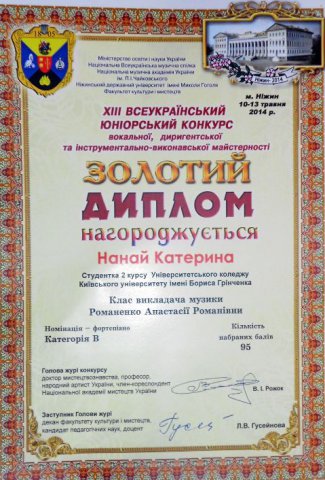 1805
Міністерство освіти і науки України
Національна Всеукраїнська музична спілка
Національна музична академія України
ім. П.І.Чайковського
Ніжинський державний університет імені Миколи Гоголя
Факультет культури і мистецтв
Ніжин-2014
м. Ніжин
10-13 травня
2014 р.
XIII ВСЕУКРАЇНСЬКИЙ
ЮНІОРСЬКИЙ КОНКУРС
вокальної, диригентської
та інструментально-виконавської майстерності
ЗОЛОТИЙ
ДИПЛОМ
нагороджується
Нанай Катерина
Студентка 2 курсу Університетського коледжу
Київського університету імені Бориса Грінченка
Клас викладача музики
Романенко Анастасії Романівни
Номінація – фортепіано
Категорія В
Кількість
набраних балів
95
Голова журі конкурсу
доктор мистецтвознавства, професор,
народний артист України, член-кореспондент
Національної академії мистецтв України
В.І. Рожок
Заступник Голови журі
декан факультету культури і мистецтв,
кандидат педагогічних наук, доцент
Л.В. Гусейнова